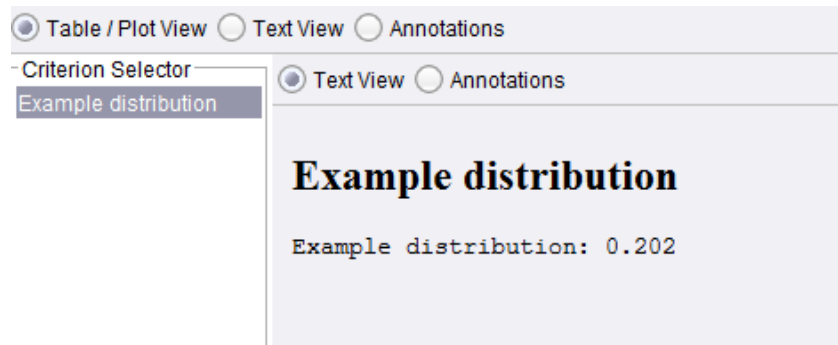 Table / Plot View Text View Annotations
Criterion Selector
Example distribution
Text View Annotations
Example distribution
Example distribution: 0.202